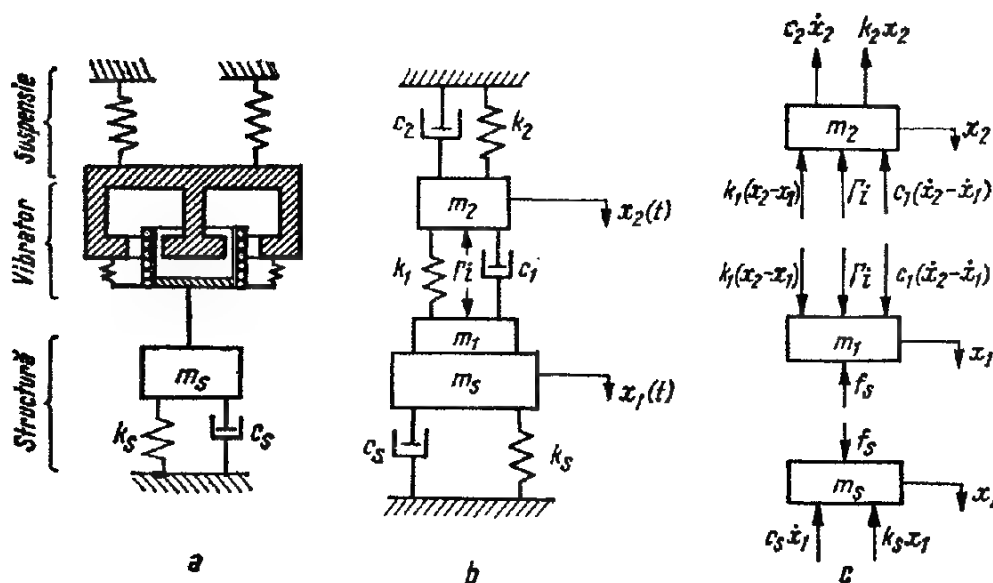 Suspensie
Vibrator
Structură
m_s
k_s
c_s
a
c_2
k_2
m_2
x_2(t)
k_1
Γi
c_1
m_1
m_s
x_1(t)
c_s
k_s
b
c_2ẋ_2
k_2x_2
m_2
x_2
k_1(x_2-x_1)
Γi
c_1(ẋ_2-ẋ_1)
k_1(x_2-x_1)
Γi
c_1(ẋ_2-ẋ_1)
m_1
x_1
f_s
f_s
m_s
c_sẋ_1
k_sx_1
c